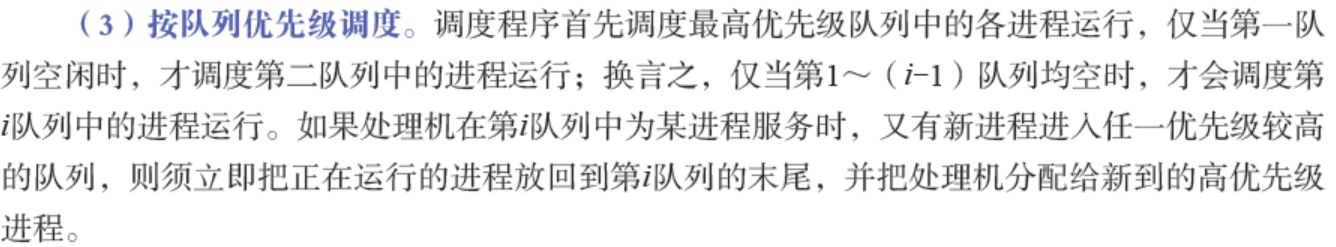 （3）按队列优先级调度。调度程序首先调度最高优先级队列中的各进程运行，仅当第一队
列空闲时，才调度第二队列中的进程运行；换言之，仅当第1～（i-1）队列均空时，才会调度第
i队列中的进程运行。如果处理机在第i队列中为某进程服务时，又有新进程进入任一优先级较高
的队列，则须立即把正在运行的进程放回到第i队列的末尾，并把处理机分配给新到的高优先级
进程。